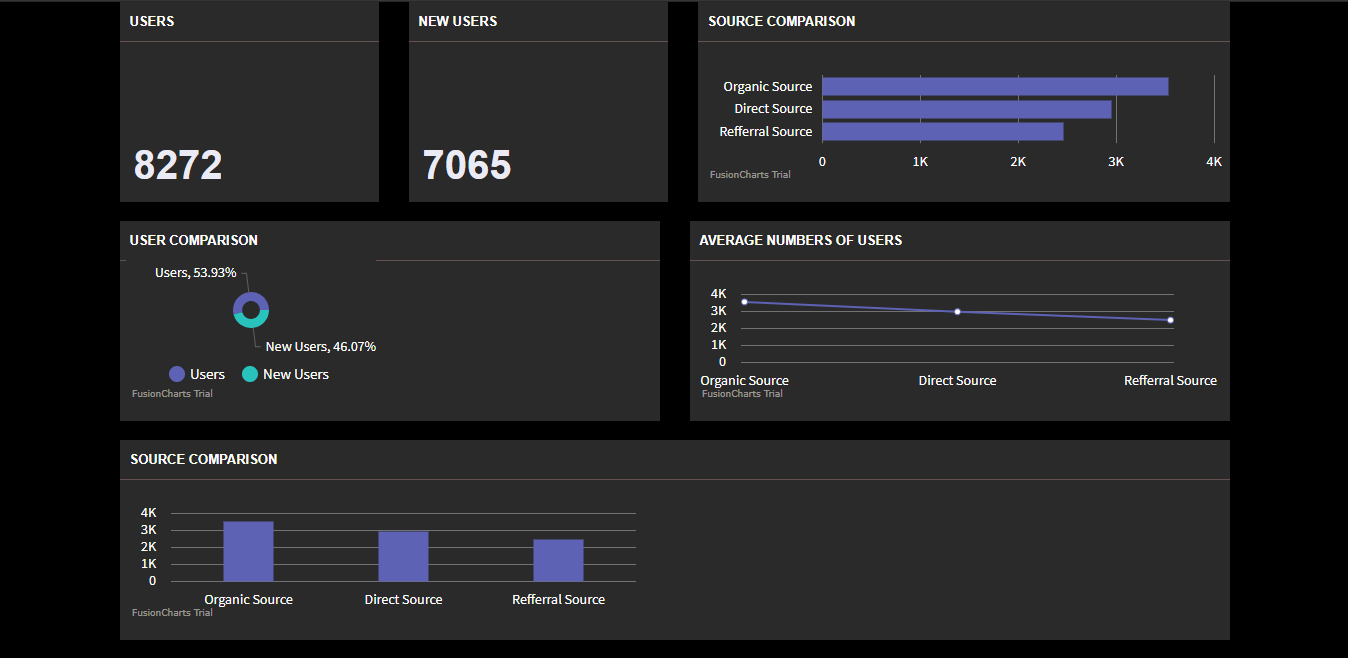 USERS
8272
NEW USERS
7065
SOURCE COMPARISON
Organic Source
Direct Source
Refferral Source
0 1K 2K 3K 4K
FusionCharts Trial
USER COMPARISON
Users, 53.93%
New Users, 46.07%
Users New Users
FusionCharts Trial
AVERAGE NUMBERS OF USERS
4K
3K
2K
1K
0
Organic Source Direct Source Refferral Source
FusionCharts Trial
SOURCE COMPARISON
4K
3K
2K
1K
0
Organic Source Direct Source Refferral Source
FusionCharts Trial